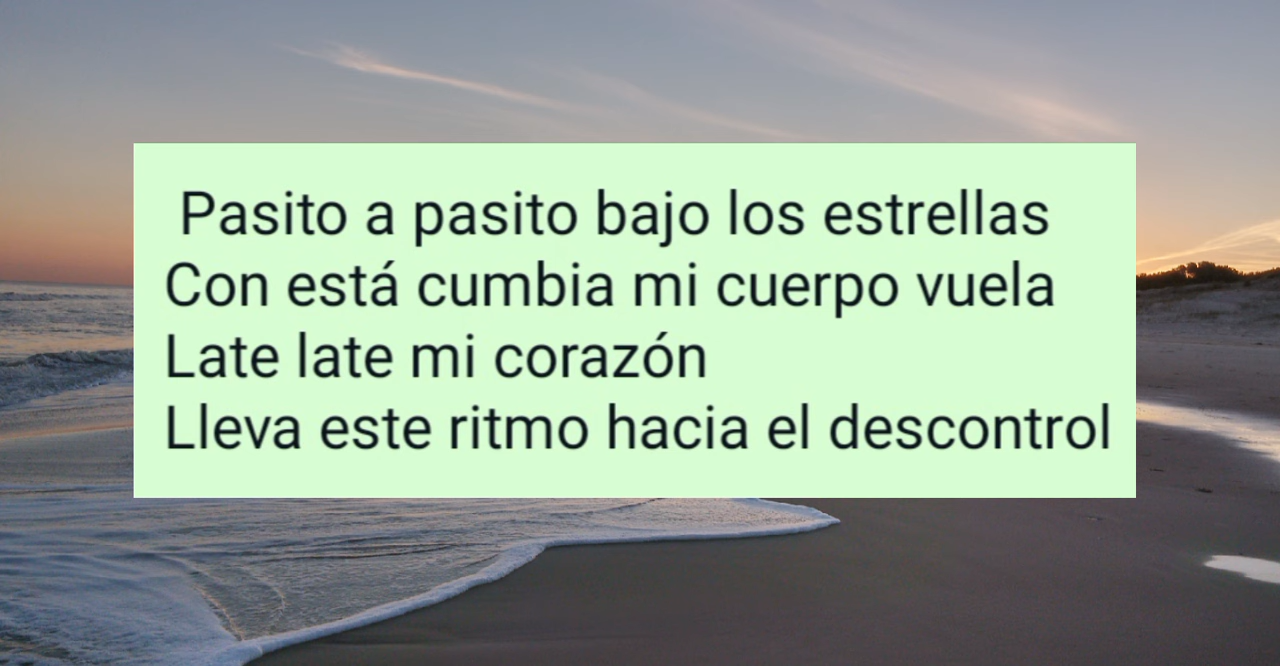 Pasito a pasito bajo los estrellas
Con está cumbia mi cuerpo vuela
Late late mi corazón
Lleva este ritmo hacia el descontrol